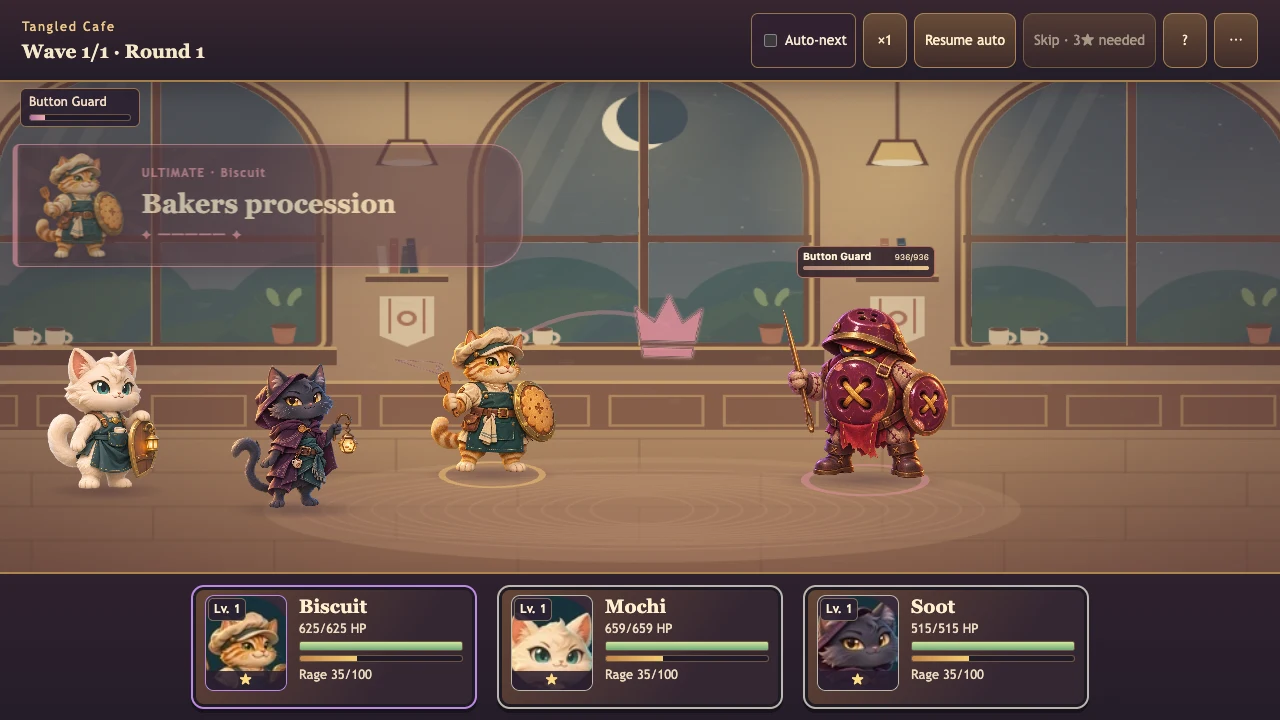 Tangled Cafe
Wave 1/1 · Round 1
Auto-next
×1
Resume auto
Skip · 3★ needed
?
···
Button Guard
ULTIMATE · Biscuit
Bakers procession
Button Guard 936/936
Lv. 1
Biscuit
625/625 HP
Rage 35/100
Lv. 1
Mochi
659/659 HP
Rage 35/100
Lv. 1
Soot
515/515 HP
Rage 35/100